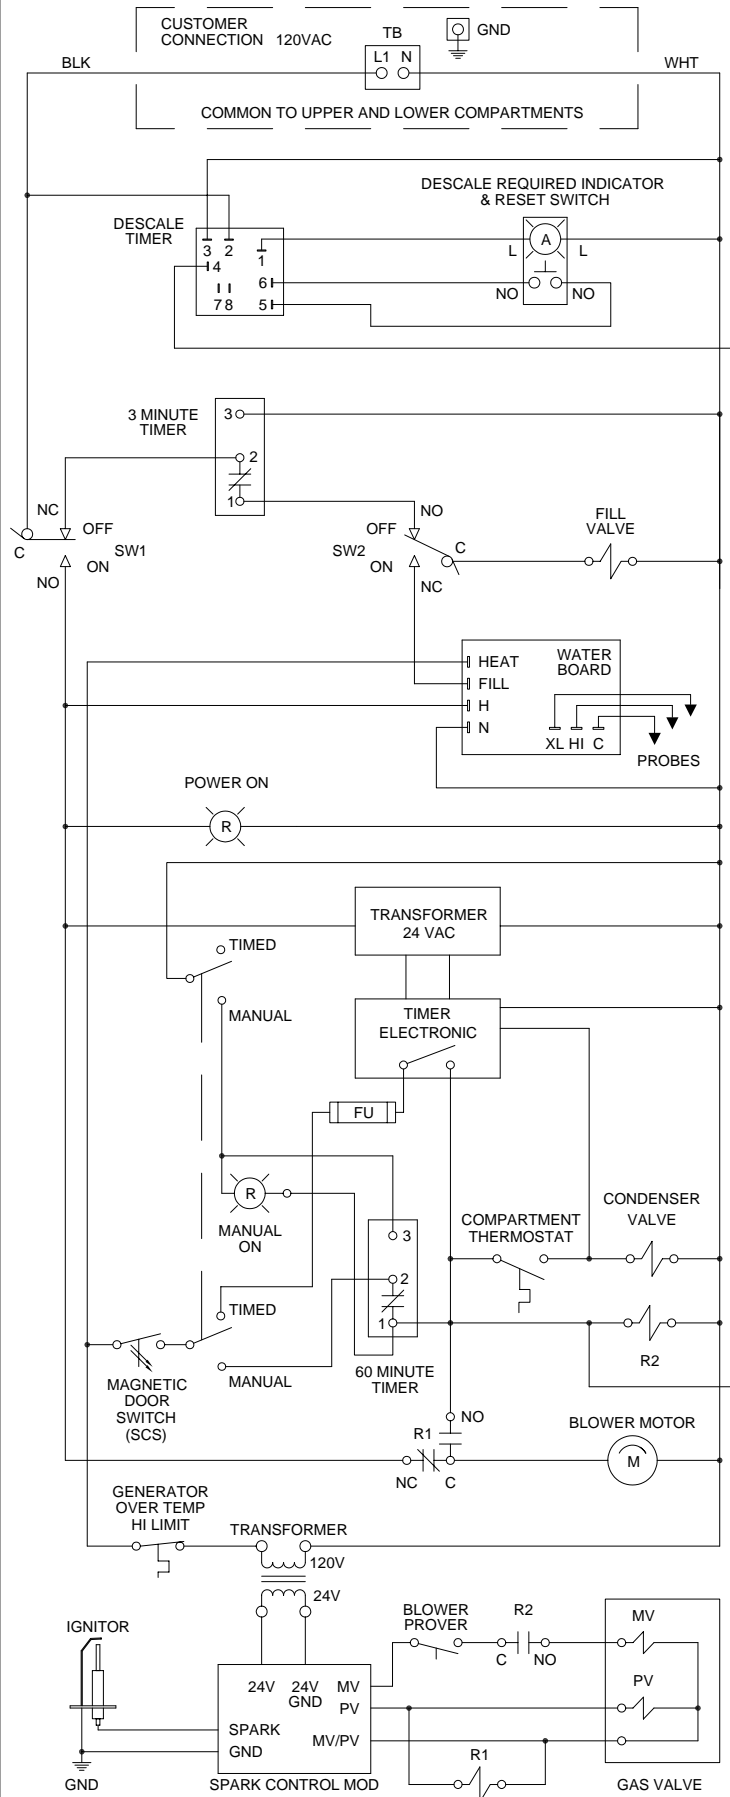 CUSTOMER
CONNECTION 120VAC
TB
GND
L1 N
BLK
WHT
COMMON TO UPPER AND LOWER COMPARTMENTS
DESCALE REQUIRED INDICATOR
& RESET SWITCH
DESCALE
TIMER
3 2
1
4
6
7 8
5
L
A
L
NO
NO
3 MINUTE
TIMER
3
2
1
NC
OFF
C
SW1
NO
ON
NO
OFF
C
SW2
ON
NC
FILL
VALVE
HEAT
FILL
H
N
WATER
BOARD
XL HI C
PROBES
POWER ON
R
TRANSFORMER
24 VAC
TIMED
MANUAL
TIMER
ELECTRONIC
FU
R
MANUAL
ON
3
2
1
60 MINUTE
TIMER
COMPARTMENT
THERMOSTAT
CONDENSER
VALVE
TIMED
MANUAL
MAGNETIC
DOOR
SWITCH
(SCS)
R2
NO
R1
NC
C
BLOWER MOTOR
M
GENERATOR
OVER TEMP
HI LIMIT
TRANSFORMER
120V
24V
IGNITOR
BLOWER
PROVER
R2
C
NO
MV
PV
24V
24V
GND
MV
PV
SPARK
GND
MV/PV
R1
GND
SPARK CONTROL MOD
GAS VALVE